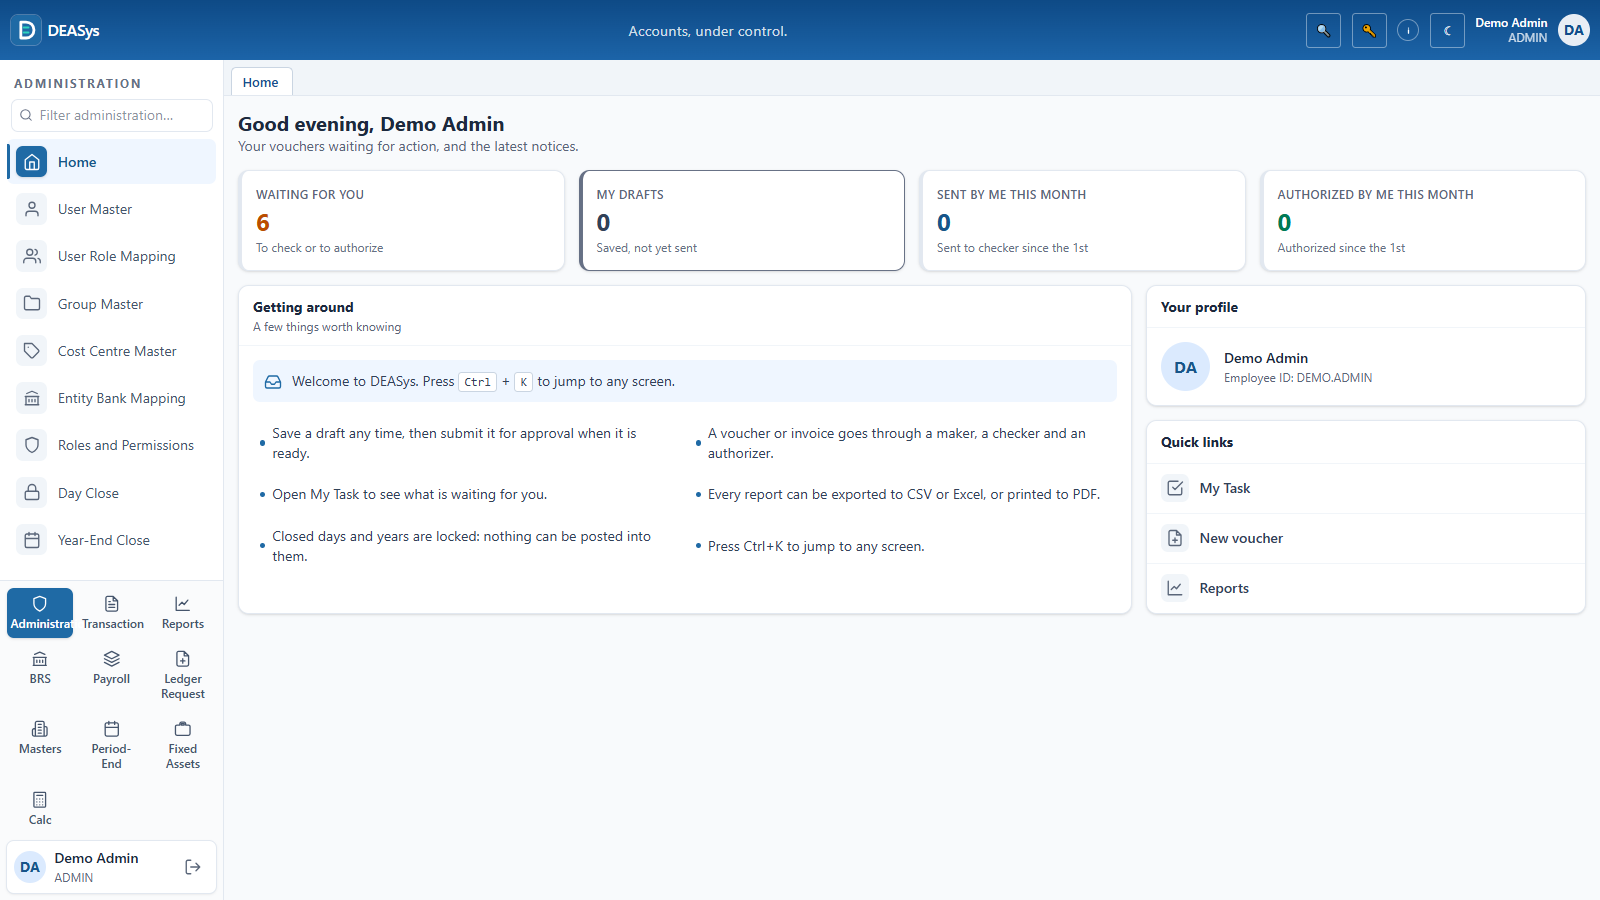 DEASys
Accounts, under control.
Demo Admin
ADMIN
DA
ADMINISTRATION
Filter administration...
Home
User Master
User Role Mapping
Group Master
Cost Centre Master
Entity Bank Mapping
Roles and Permissions
Day Close
Year-End Close
Administrat
Transaction
Reports
BRS
Payroll
Ledger
Request
Masters
Period-
End
Fixed
Assets
Calc
DA
Demo Admin
ADMIN
Home
Good evening, Demo Admin
Your vouchers waiting for action, and the latest notices.
WAITING FOR YOU
6
To check or to authorize
MY DRAFTS
0
Saved, not yet sent
SENT BY ME THIS MONTH
0
Sent to checker since the 1st
AUTHORIZED BY ME THIS MONTH
0
Authorized since the 1st
Getting around
A few things worth knowing
Welcome to DEASys. Press Ctrl + K to jump to any screen.
Save a draft any time, then submit it for approval when it is
ready.
A voucher or invoice goes through a maker, a checker and an
authorizer.
Open My Task to see what is waiting for you.
Every report can be exported to CSV or Excel, or printed to PDF.
Closed days and years are locked: nothing can be posted into
them.
Press Ctrl+K to jump to any screen.
Your profile
DA
Demo Admin
Employee ID: DEMO.ADMIN
Quick links
My Task
New voucher
Reports